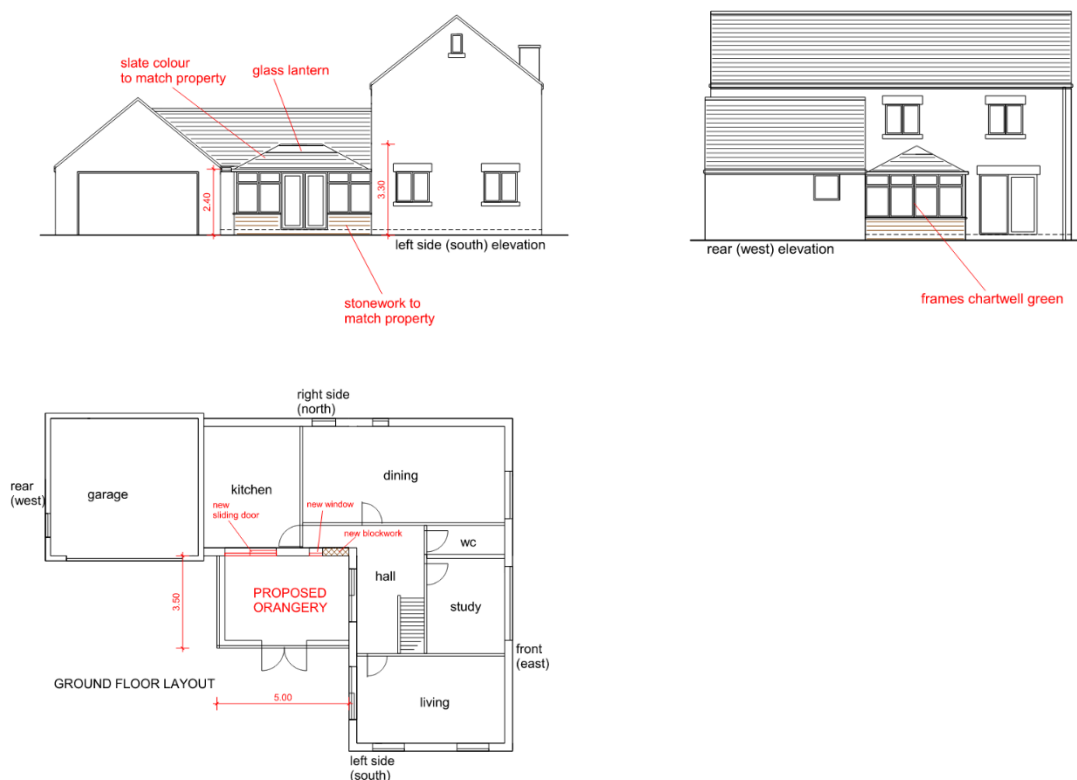 slate colour
to match property
glass lantern
2.40
3.30
left side (south) elevation
stonework to
match property
rear (west) elevation
frames chartwell green
right side
(north)
rear
(west)
garage
kitchen
dining
new
sliding door
new window
new blockwork
wc
hall
study
PROPOSED
ORANGERY
3.50
front
(east)
GROUND FLOOR LAYOUT
5.00
living
left side
(south)